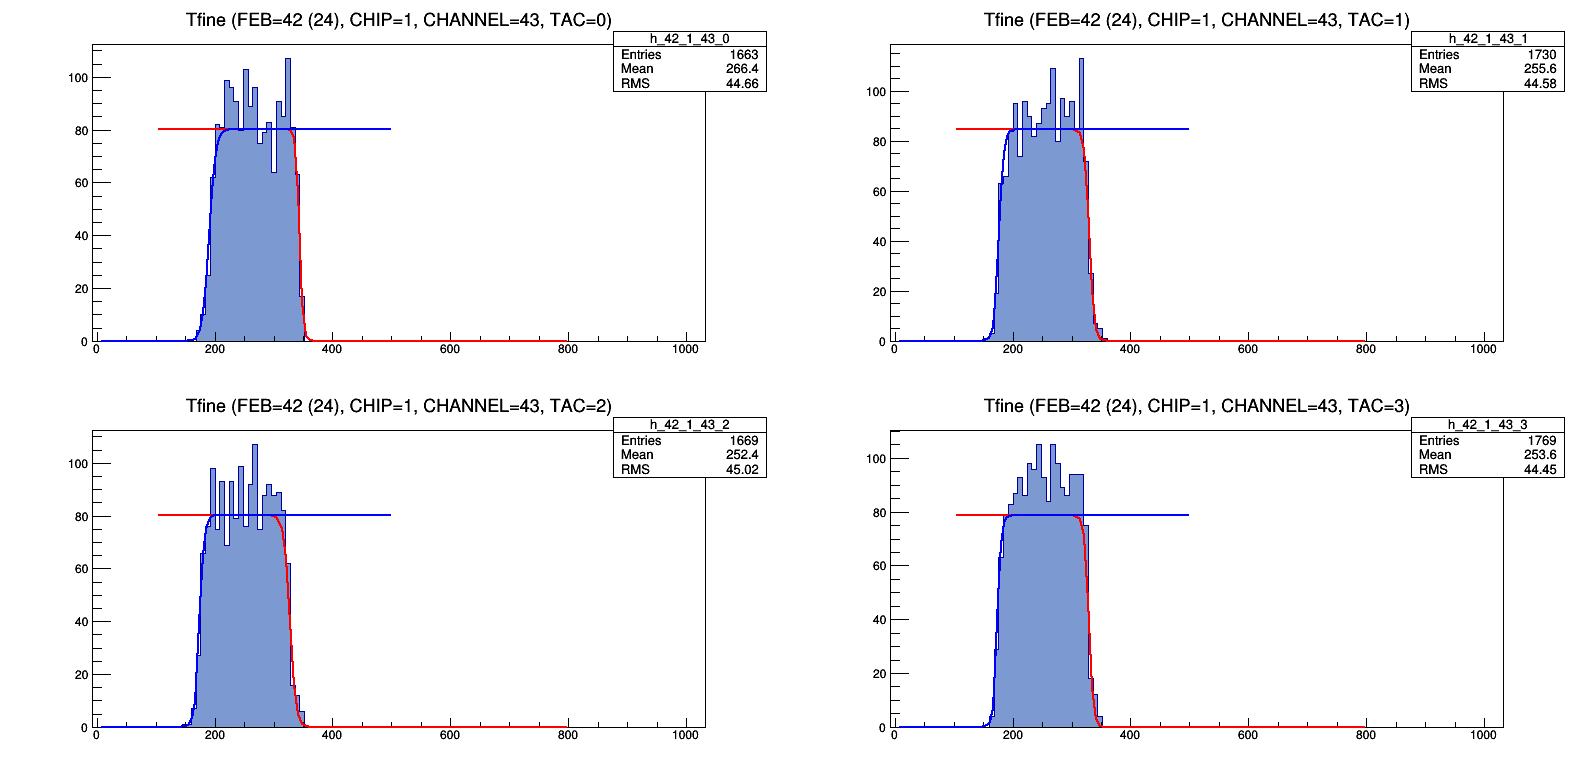 Tfine (FEB=42 (24), CHIP=1, CHANNEL=43, TAC=0)
h_42_1_43_0
Entries 1663
Mean 266.4
RMS 44.66
100
80
60
40
20
0
0 200 400 600 800 1000
Tfine (FEB=42 (24), CHIP=1, CHANNEL=43, TAC=1)
h_42_1_43_1
Entries 1730
Mean 255.6
RMS 44.58
100
80
60
40
20
0
0 200 400 600 800 1000
Tfine (FEB=42 (24), CHIP=1, CHANNEL=43, TAC=2)
h_42_1_43_2
Entries 1669
Mean 252.4
RMS 45.02
100
80
60
40
20
0
0 200 400 600 800 1000
Tfine (FEB=42 (24), CHIP=1, CHANNEL=43, TAC=3)
h_42_1_43_3
Entries 1769
Mean 253.6
RMS 44.45
100
80
60
40
20
0
0 200 400 600 800 1000